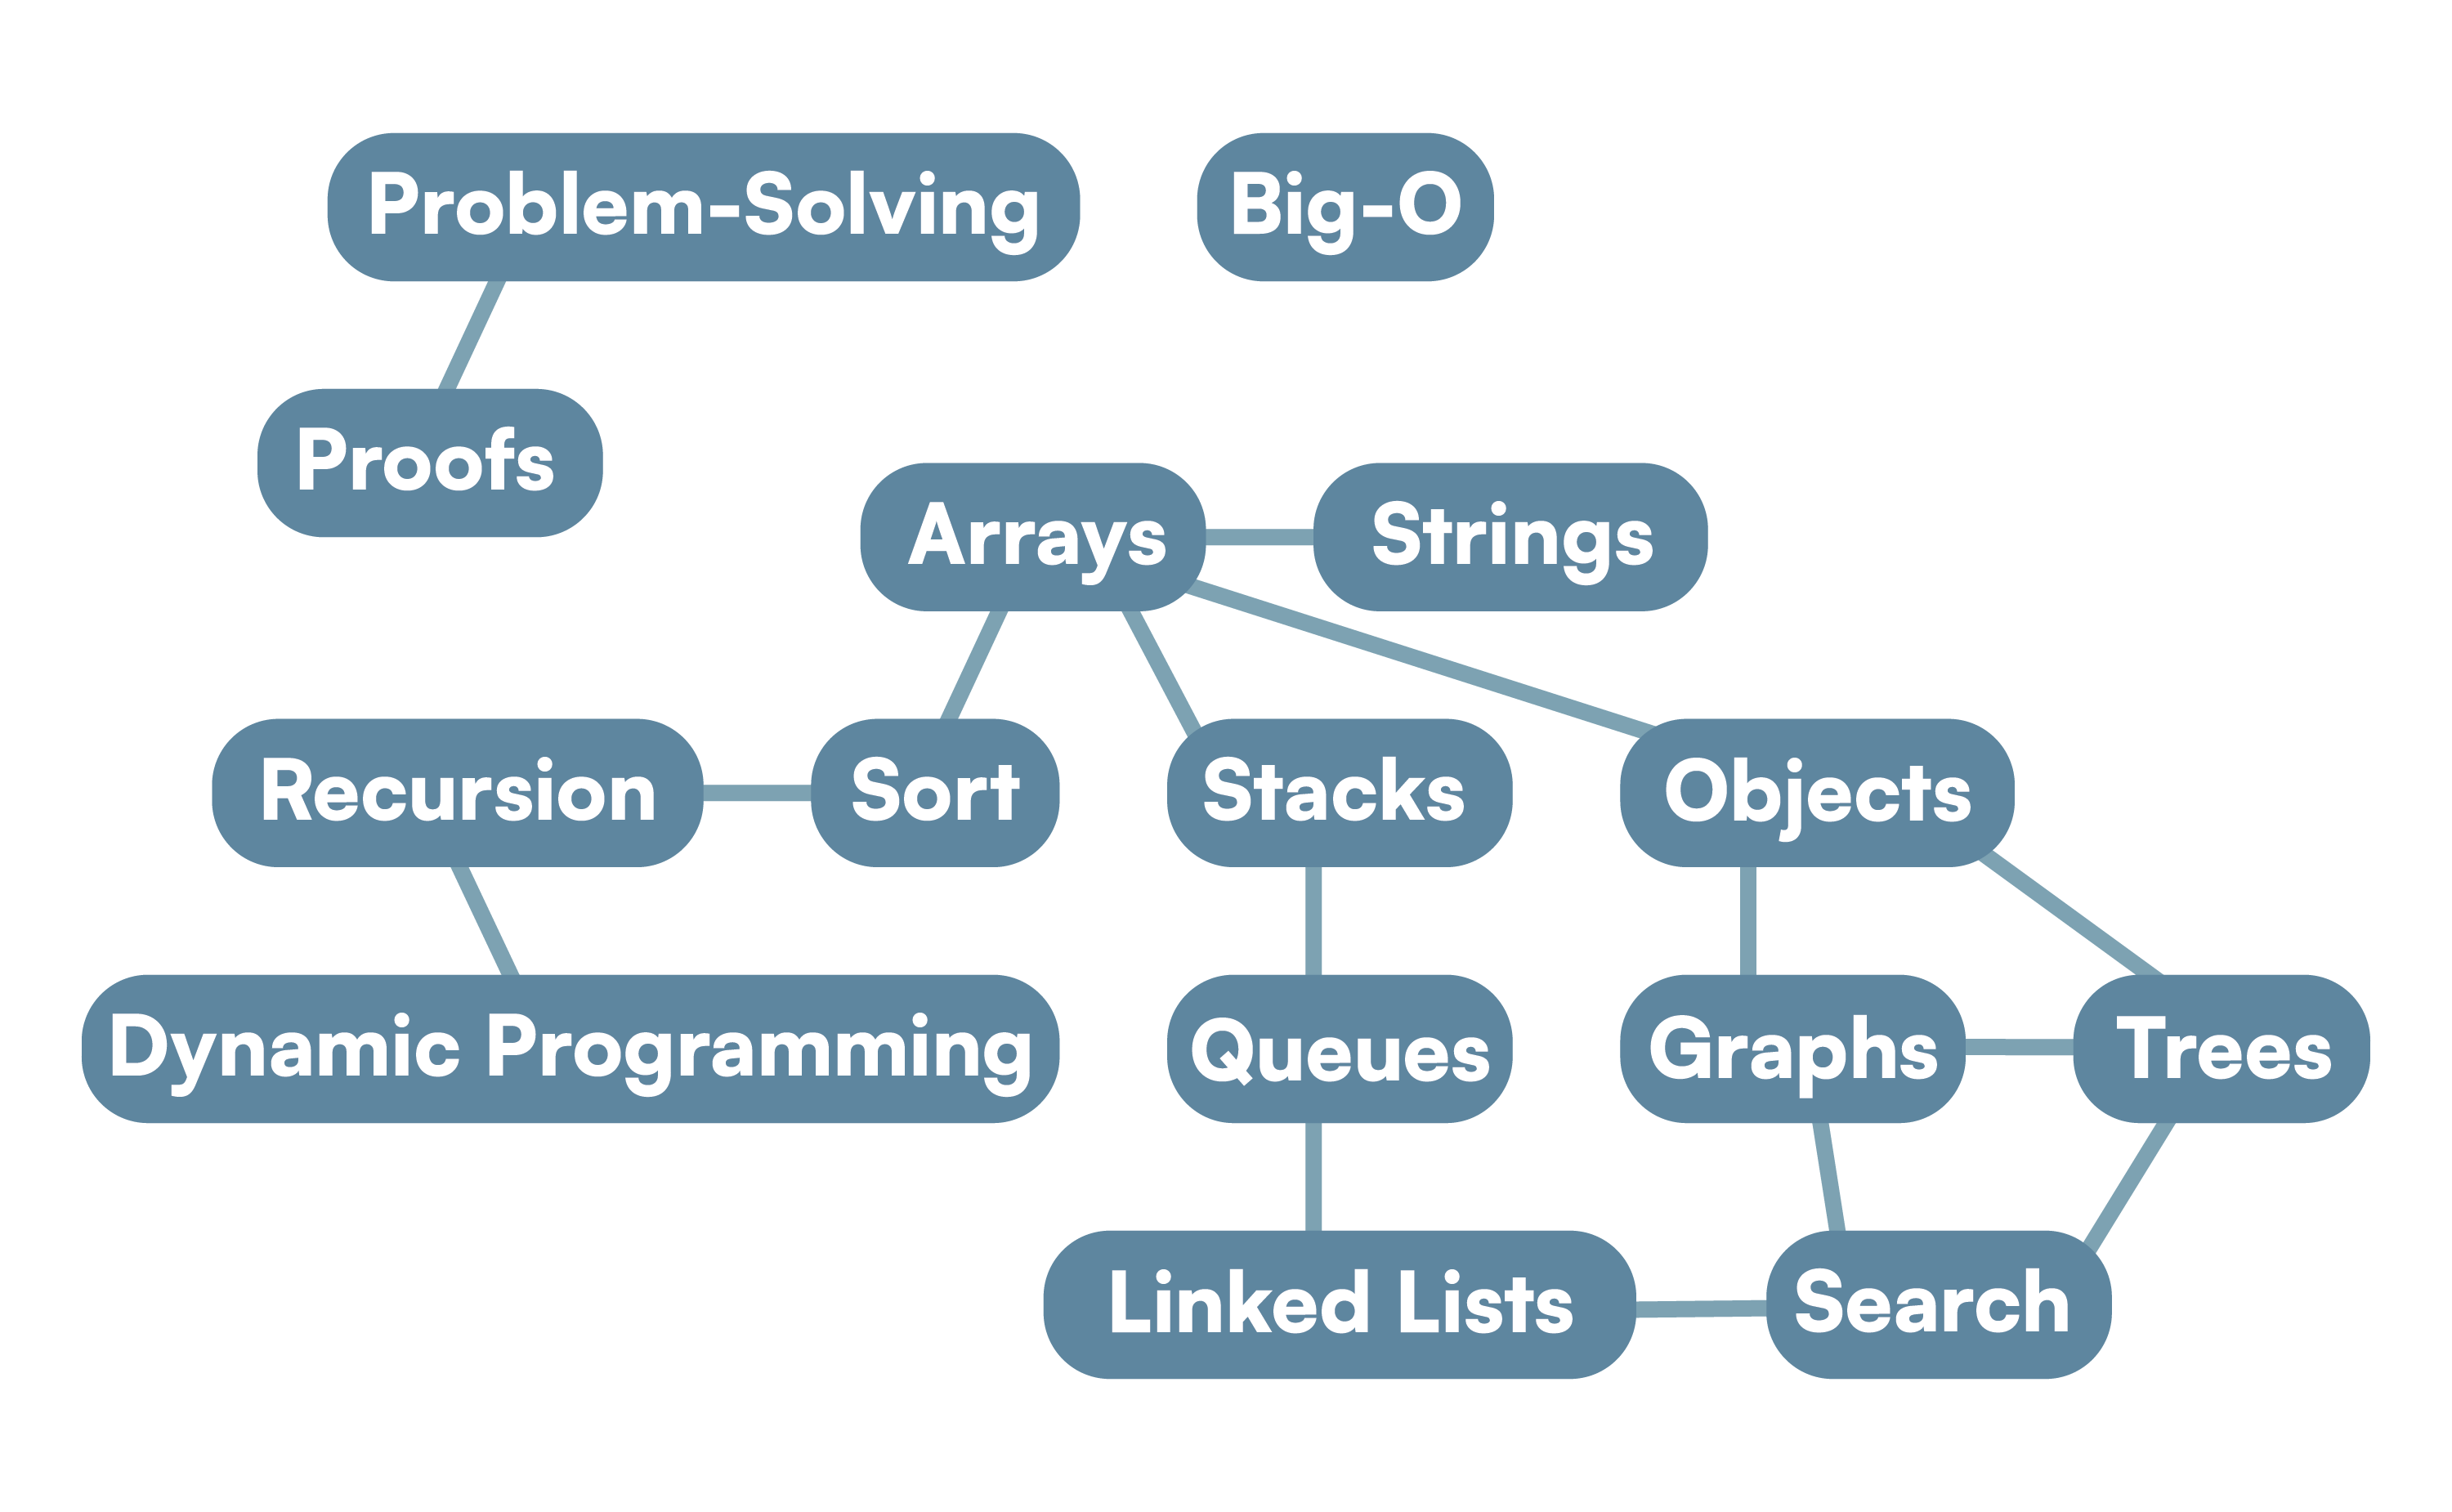 Problem-Solving
Big-O
Proofs
Arrays
Strings
Recursion
Sort
Stacks
Objects
Dynamic Programming
Queues
Graphs
Trees
Linked Lists
Search